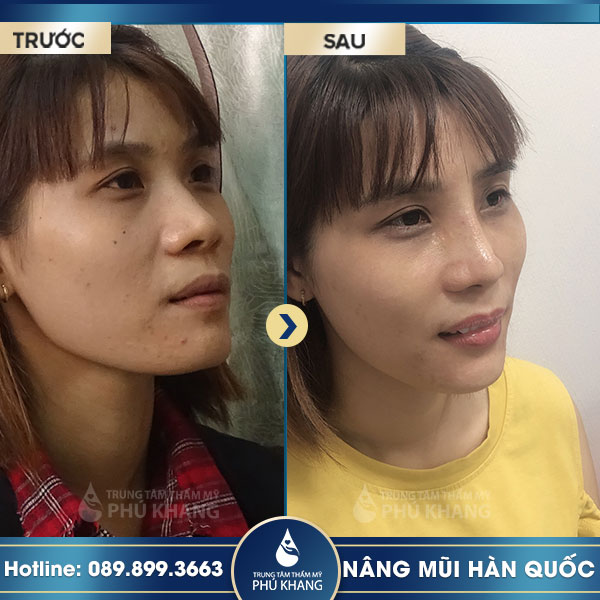 TRƯỚC
SAU
TRUNG TÂM THẨM MỸ
PHÚ KHANG
TRUNG TÂM THẨM MỸ
PHÚ KHANG
Hotline: 089.899.3663
TRUNG TÂM THẨM MỸ
PHÚ KHANG
NÂNG MŨI HÀN QUỐC